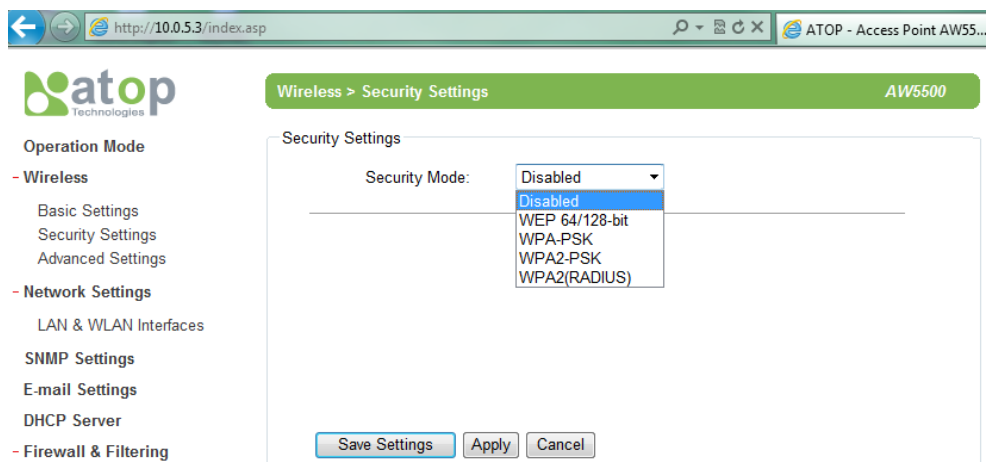 http://10.0.5.3/index.asp
ATOP - Access Point AW55...
atop
Technologies
Wireless > Security Settings
AW5500
Operation Mode
- Wireless
Basic Settings
Security Settings
Advanced Settings
- Network Settings
LAN & WLAN Interfaces
SNMP Settings
E-mail Settings
DHCP Server
- Firewall & Filtering
Security Settings
Security Mode:
Disabled
Disabled
WEP 64/128-bit
WPA-PSK
WPA2-PSK
WPA2(RADIUS)
Save Settings
Apply
Cancel